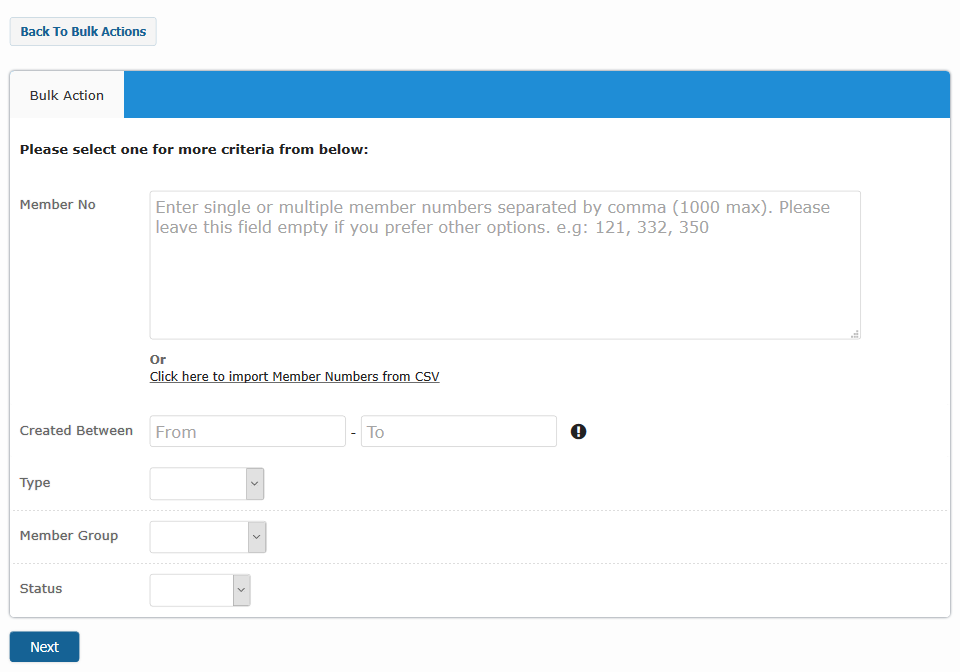 Back To Bulk Actions
Bulk Action
Please select one for more criteria from below:
Member No
Enter single or multiple member numbers separated by comma (1000 max). Please
leave this field empty if you prefer other options. e.g: 121, 332, 350
Or
Click here to import Member Numbers from CSV
Created Between From - To
Type
Member Group
Status
Next